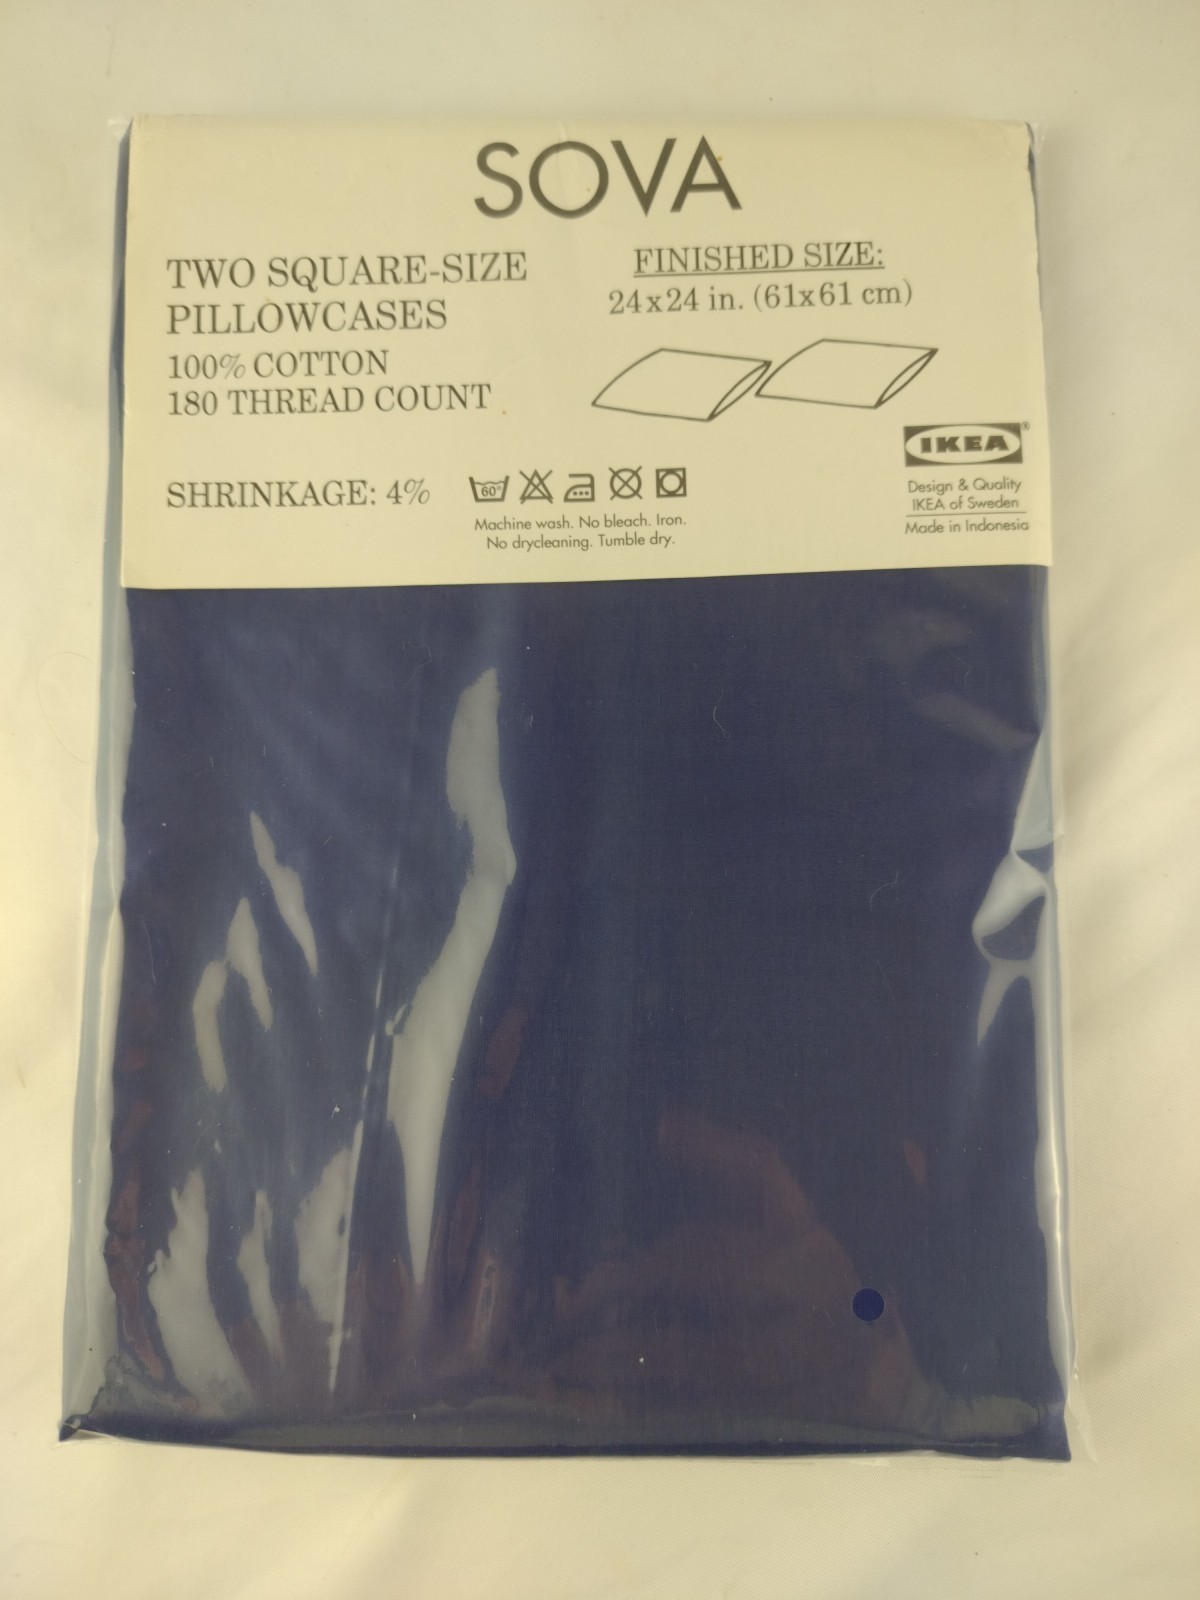 SOVA
TWO SQUARE-SIZE
PILLOWCASES
100% COTTON
180 THREAD COUNT
SHRINKAGE: 4%
FINISHED SIZE:
24x24 in. (61x61 cm)
60°
Machine wash. No bleach. Iron.
No drycleaning. Tumble dry.
IKEA®
Design & Quality
IKEA of Sweden
Made in Indonesia